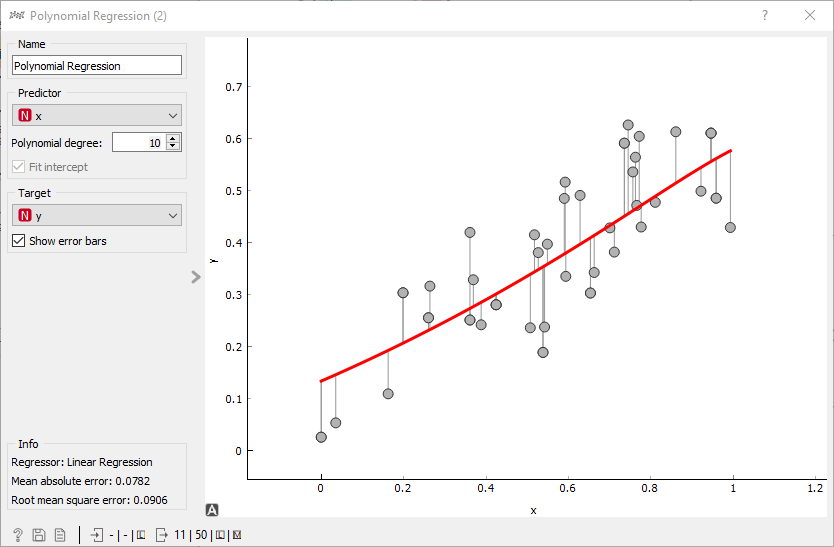 Polynomial Regression (2)
? ×
Name
Polynomial Regression
Predictor
N x
Polynomial degree: 10
Fit intercept
Target
N y
Show error bars
Info
Regressor: Linear Regression
Mean absolute error: 0.0782
Root mean square error: 0.0906
? - | - | 11 | 50 | |
0.7
0.6
0.5
0.4
0.3
0.2
0.1
0
y
0 0.2 0.4 0.6 0.8 1 1.2
x
A